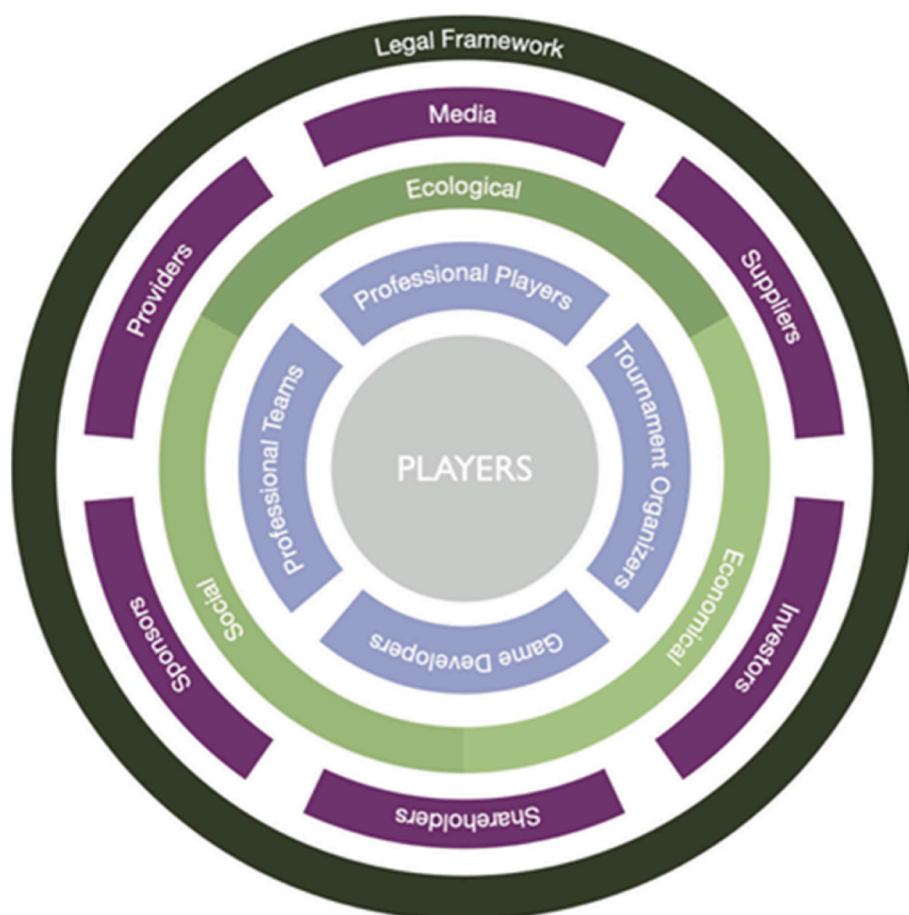 Legal Framework
Media
Ecological
Providers
Suppliers
Professional Players
Professional Teams
Tournament Organizers
PLAYERS
Game Developers
Social
Economical
Sponsors
Investors
Shareholders